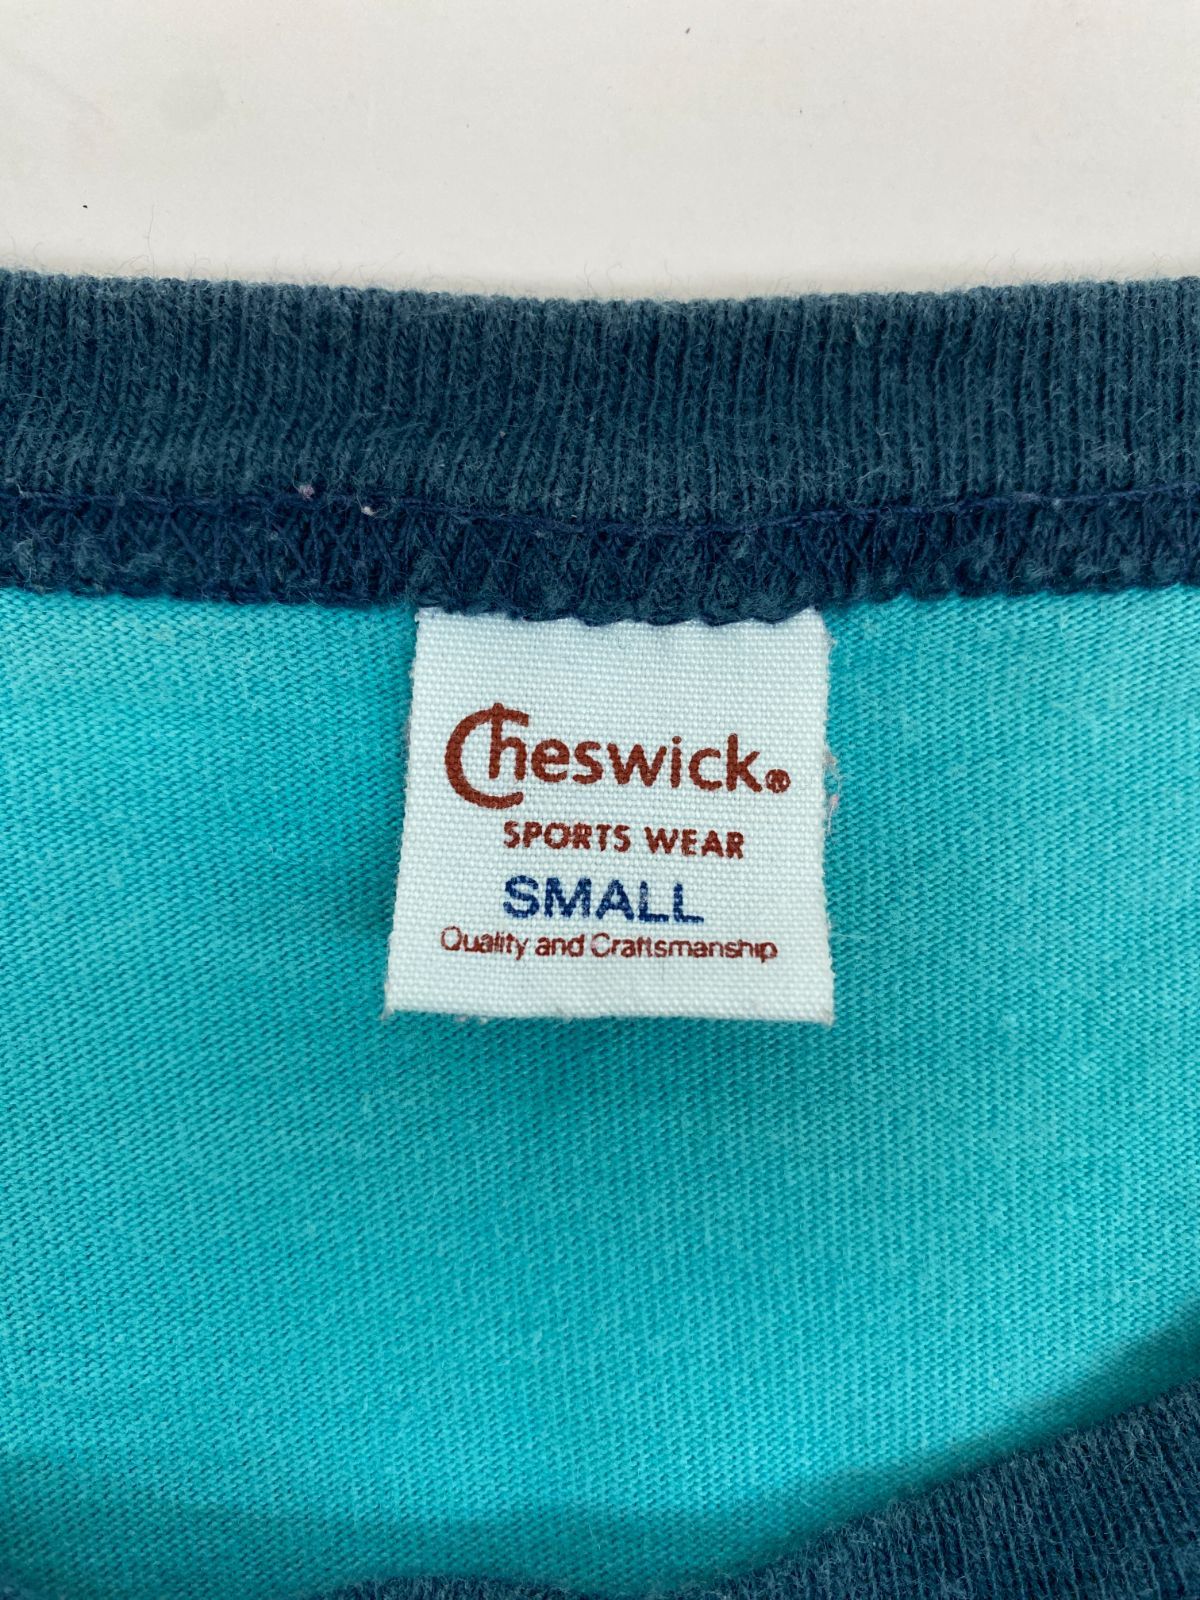 Cheswick®
SPORTS WEAR
SMALL
Quality and Craftsmanship